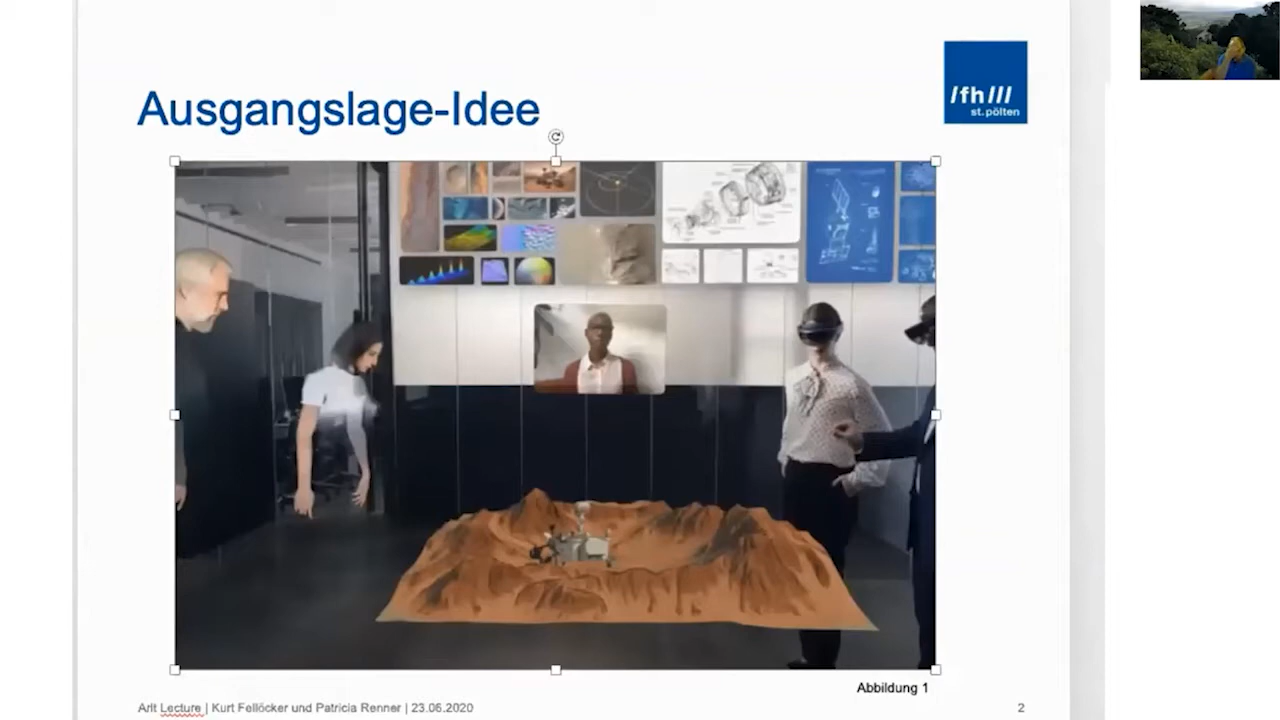 /fh///
st.pölten
Ausgangslage-Idee
Abbildung 1
Arlt Lecture | Kurt Fellöcker und Patricia Renner | 23.06.2020
2